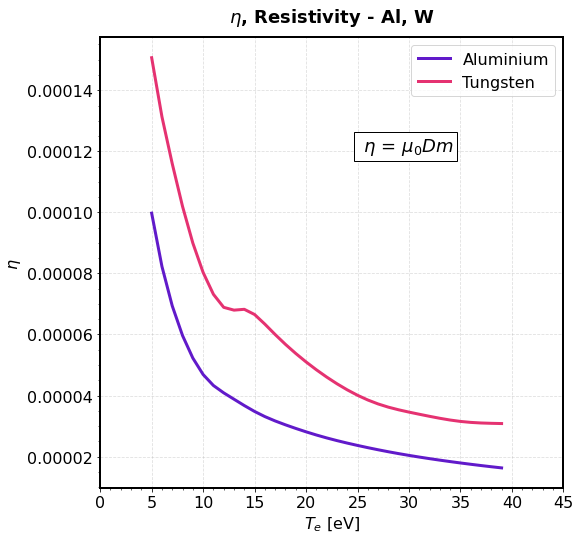 η, Resistivity - Al, W
Aluminium
Tungsten
η = μ₀Dm
0.00014
0.00012
0.00010
0.00008
0.00006
0.00004
0.00002
η
0 5 10 15 20 25 30 35 40 45
Tₑ [eV]